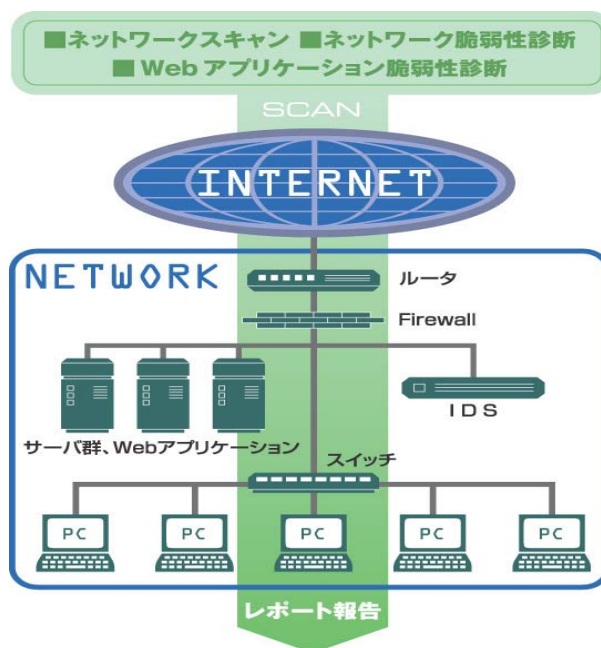 ■ネットワークスキャン ■ネットワーク脆弱性診断
■ Web アプリケーション脆弱性診断
SCAN
INTERNET
NETWORK
ルータ
Firewall
IDS
サーバ群、Webアプリケーション
スイッチ
PC PC PC PC PC
レポート報告